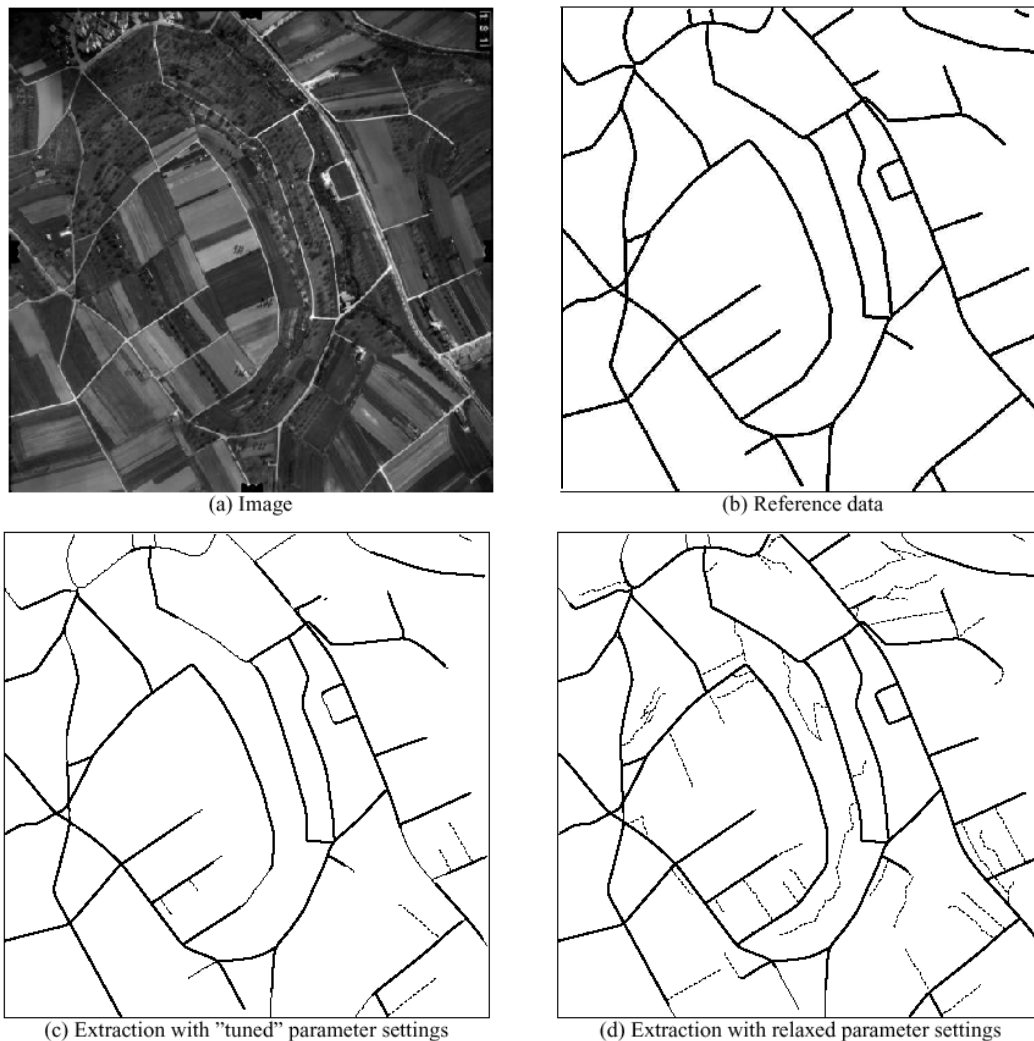 (a) Image
(b) Reference data
(c) Extraction with ”tuned” parameter settings
(d) Extraction with relaxed parameter settings